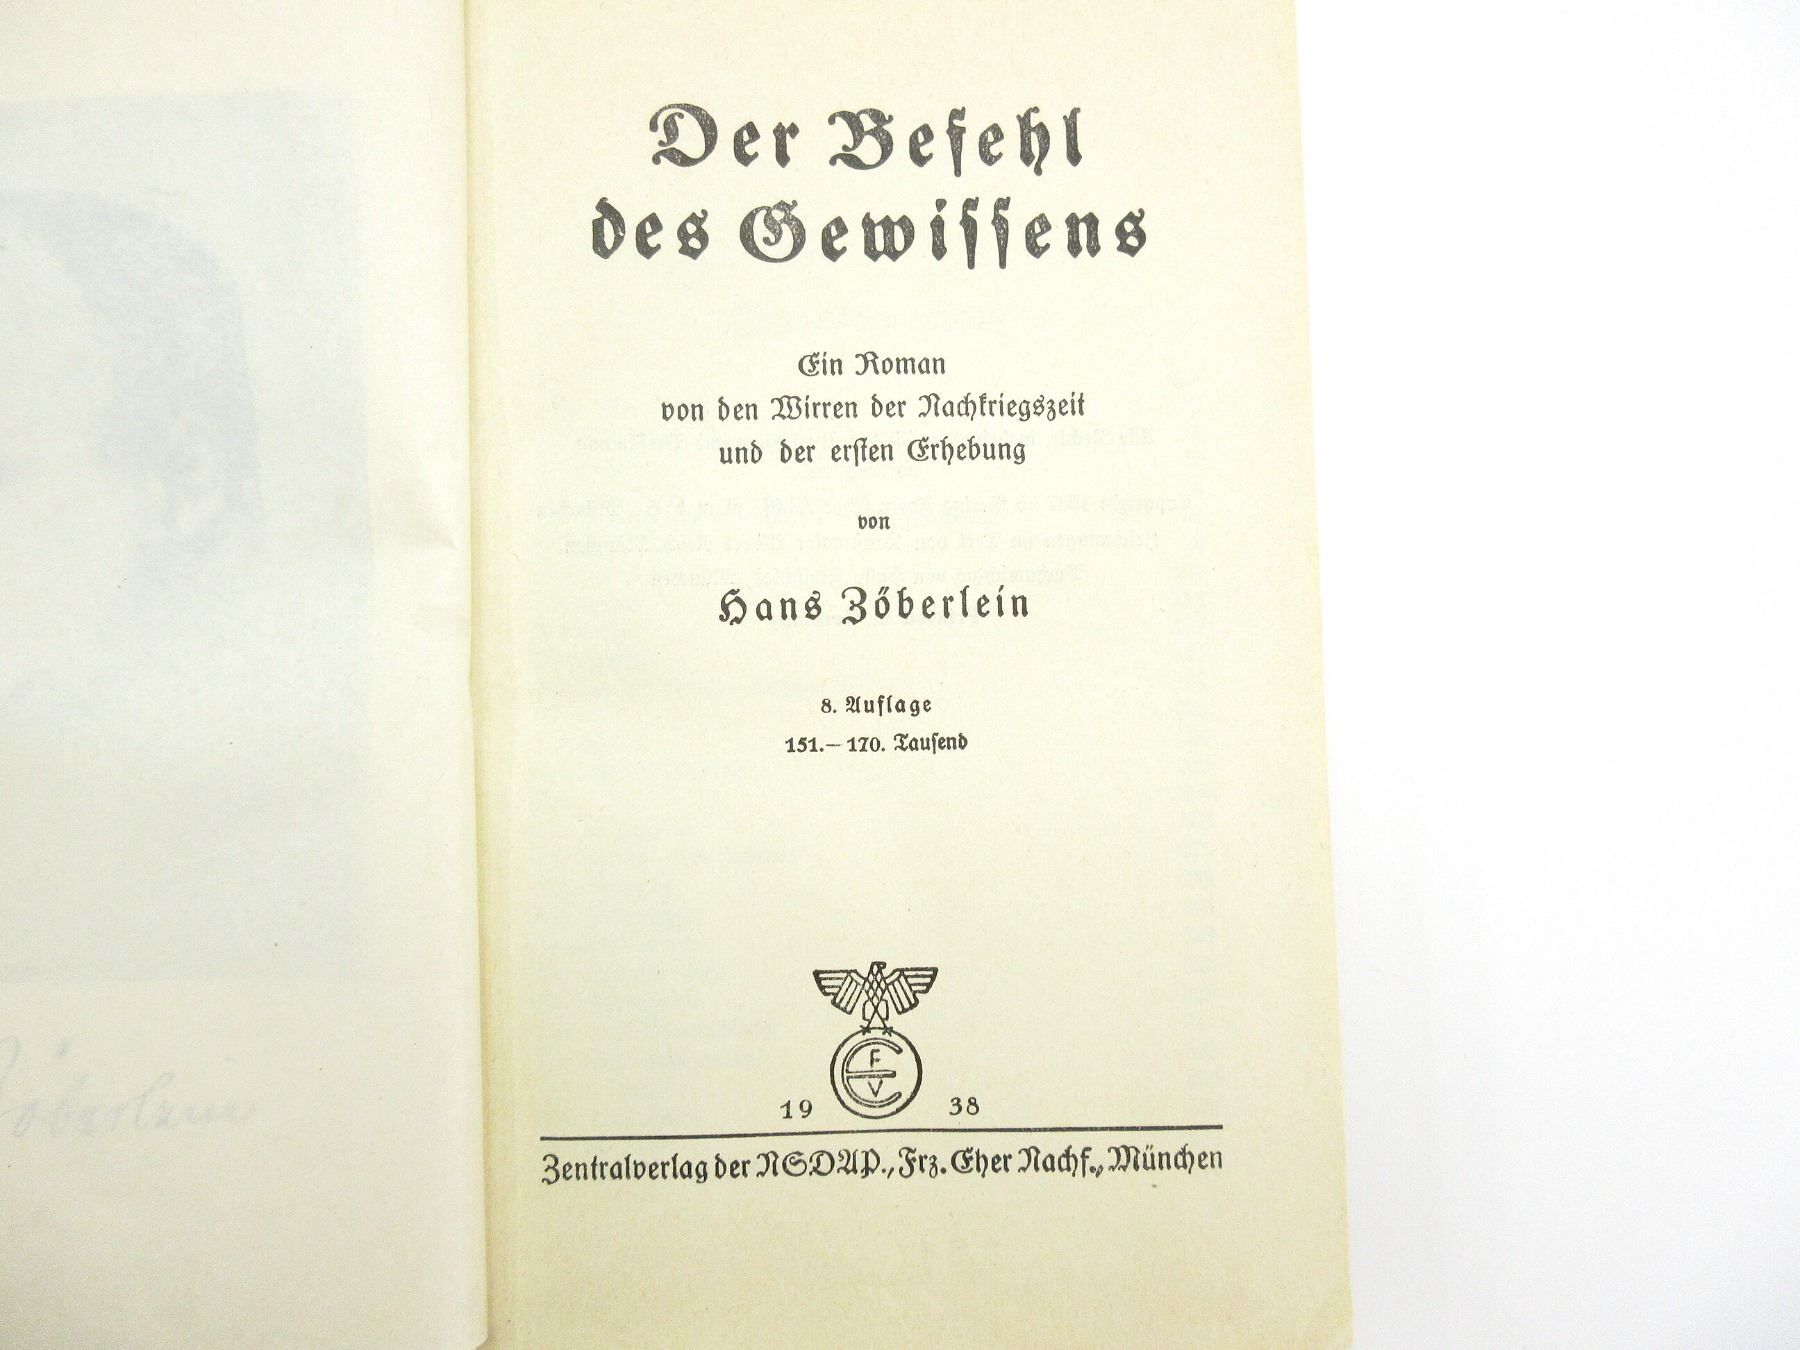 Der Befehl
des Gewissens
Ein Roman
von den Wirren der Nachkriegszeit
und der ersten Erhebung
von
Hans Zöberlein
8. Auflage
151.–170. Tausend
F
E
V
19 38
Zentralverlag der NSDAP., Frz. Eher Nachf., München
Zöberlein